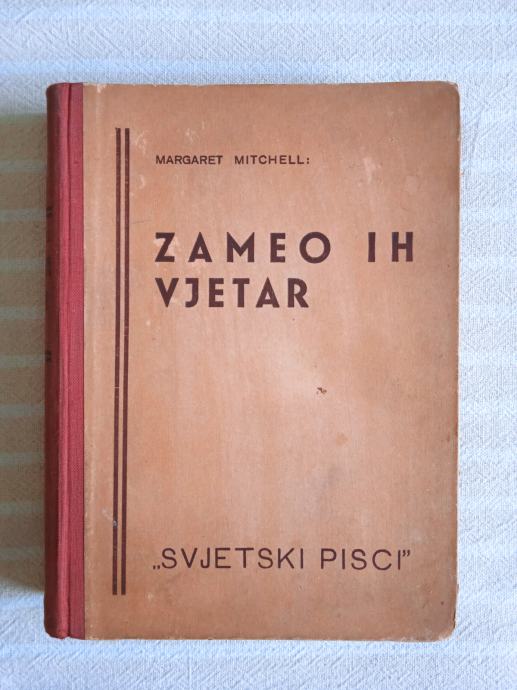 MARGARET MITCHELL:
ZAMEO IH
VJETAR
„SVJETSKI PISCI”